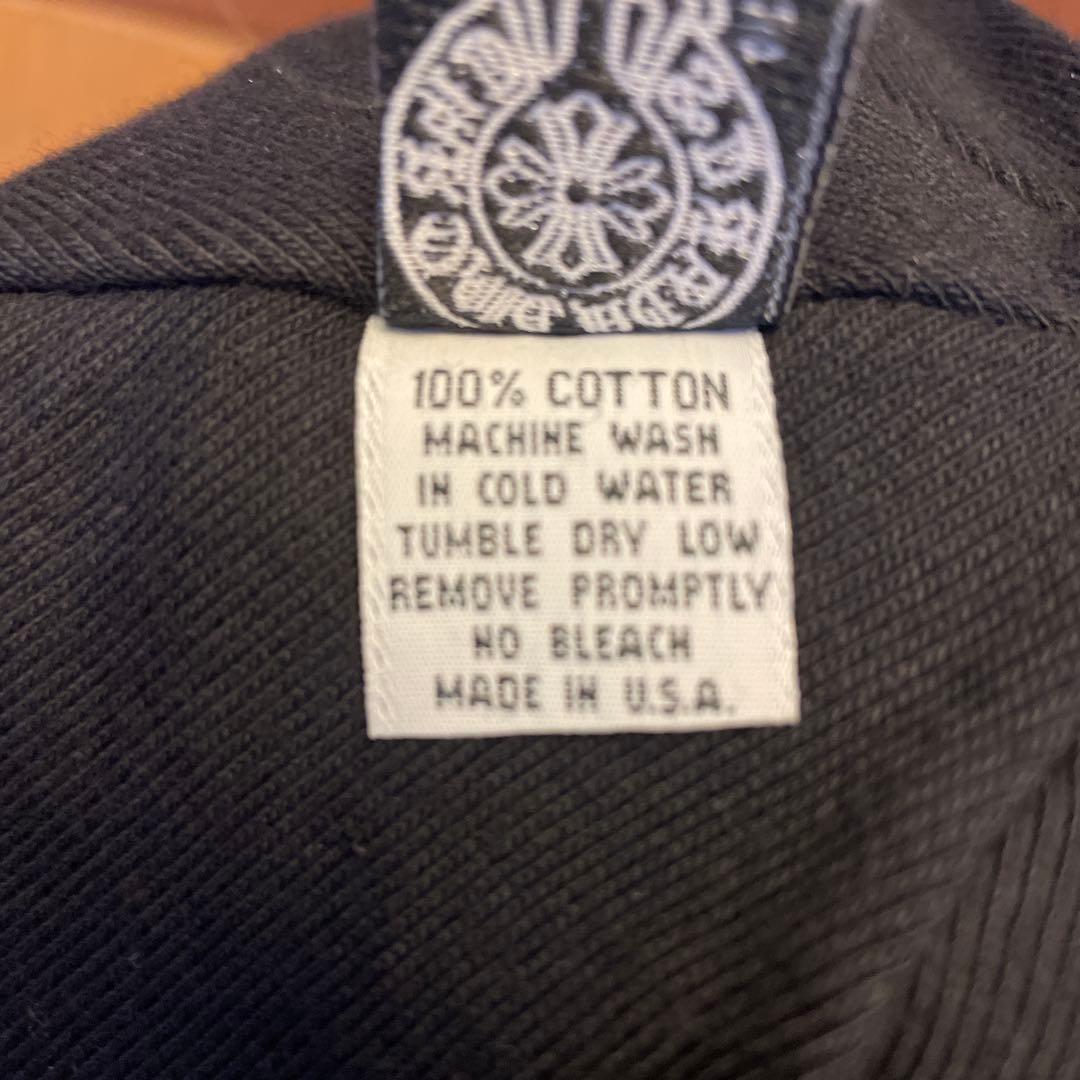 100% COTTON
MACHINE WASH
IN COLD WATER
TUMBLE DRY LOW
REMOVE PROMPTLY
NO BLEACH
MADE IN U.S.A.